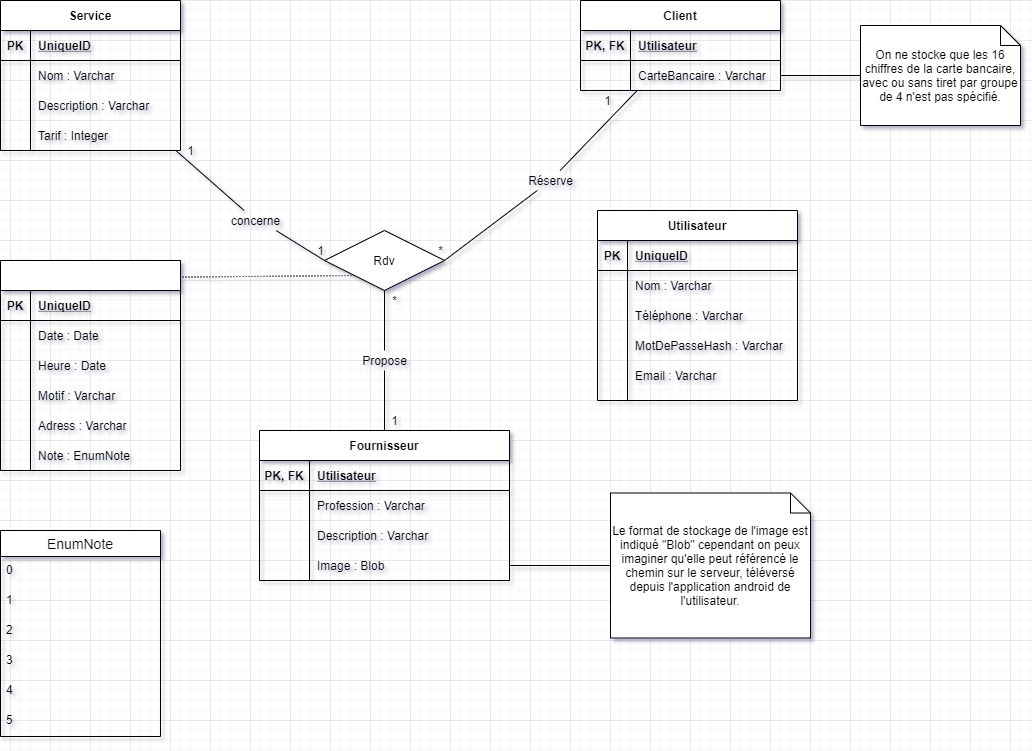 Service
PK UniqueID
Nom : Varchar
Description : Varchar
Tarif : Integer
1
concerne
1
Client
PK, FK Utilisateur
CarteBancaire : Varchar
1
Réserve
*
On ne stocke que les 16
chiffres de la carte bancaire,
avec ou sans tiret par groupe
de 4 n'est pas spécifié.
Rdv
*
Propose
1
Utilisateur
PK UniqueID
Nom : Varchar
Téléphone : Varchar
MotDePasseHash : Varchar
Email : Varchar
PK UniqueID
Date : Date
Heure : Date
Motif : Varchar
Adress : Varchar
Note : EnumNote
Fournisseur
PK, FK Utilisateur
Profession : Varchar
Description : Varchar
Image : Blob
Le format de stockage de l'image est
indiqué "Blob" cependant on peux
imaginer qu'elle peut référencé le
chemin sur le serveur, téléversé
depuis l'application android de
l'utilisateur.
EnumNote
0
1
2
3
4
5